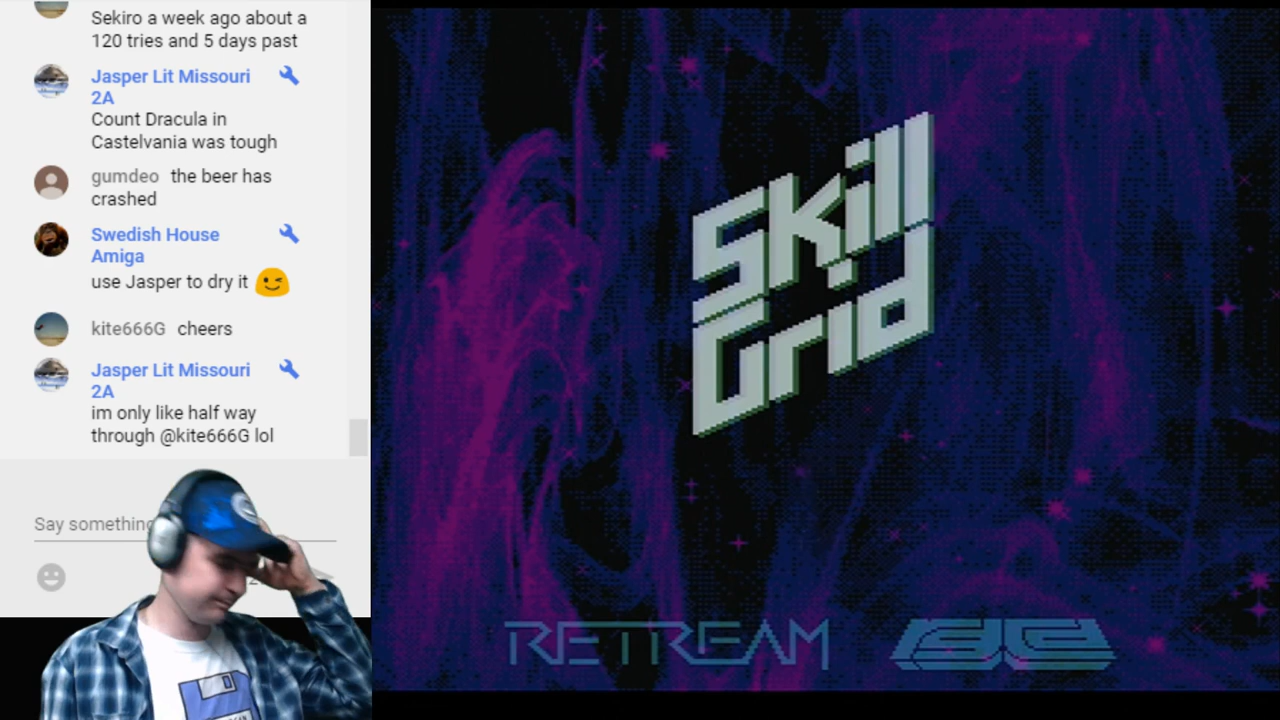 Sekiro a week ago about a
120 tries and 5 days past
Jasper Lit Missouri
2A
Count Dracula in
Castelvania was tough
gumdeo the beer has
crashed
Swedish House
Amiga
use Jasper to dry it
kite666G cheers
Jasper Lit Missouri
2A
im only like half way
through @kite666G lol
Say something
Skill
Grid
RETREAM